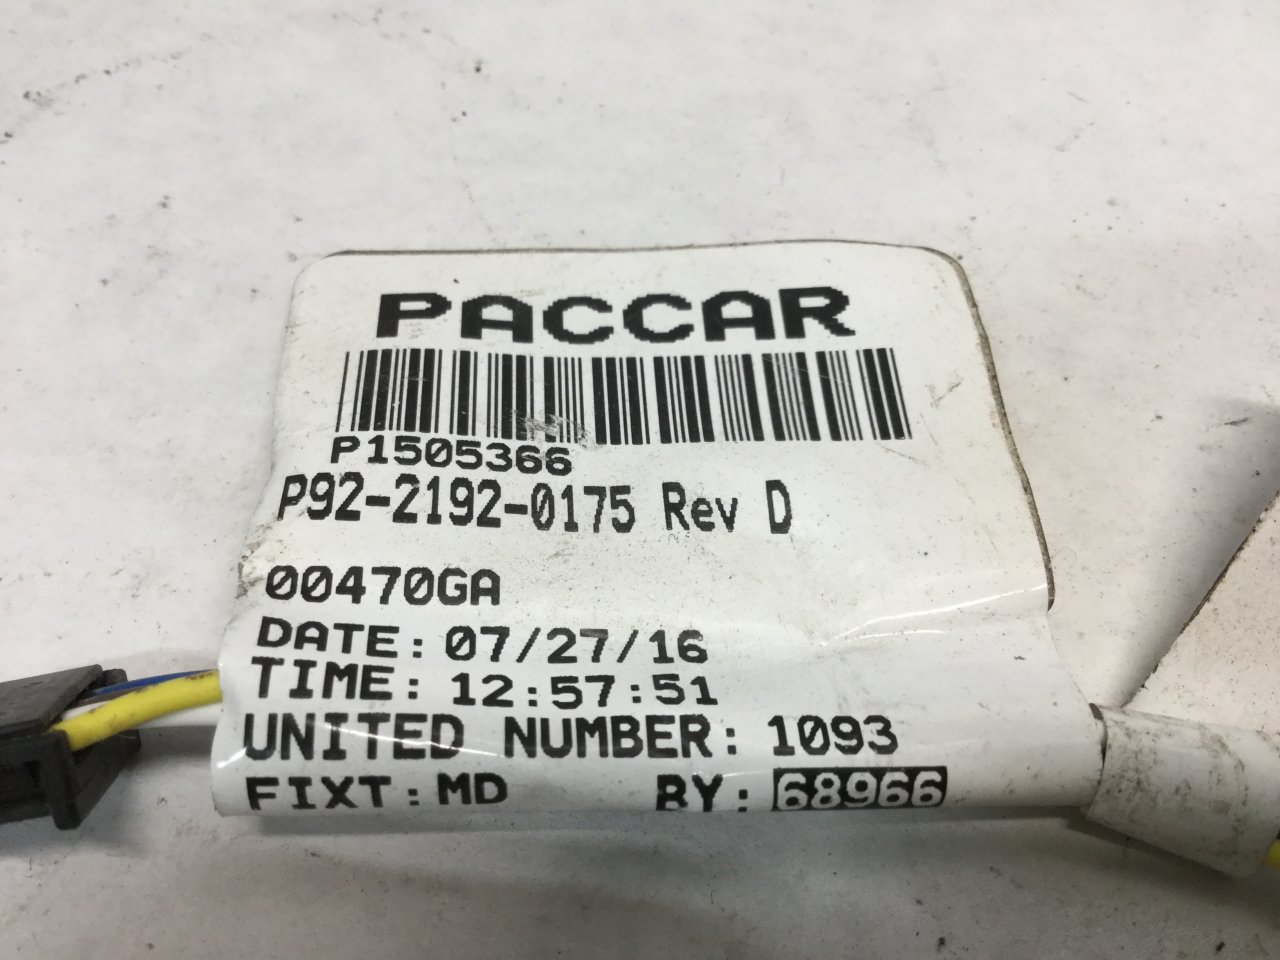 PACCAR
P1505366
P92-2192-0175 Rev D
00470GA
DATE: 07/27/16
TIME: 12:57:51
UNITED NUMBER: 1093
FIXT: MD BY: 68966